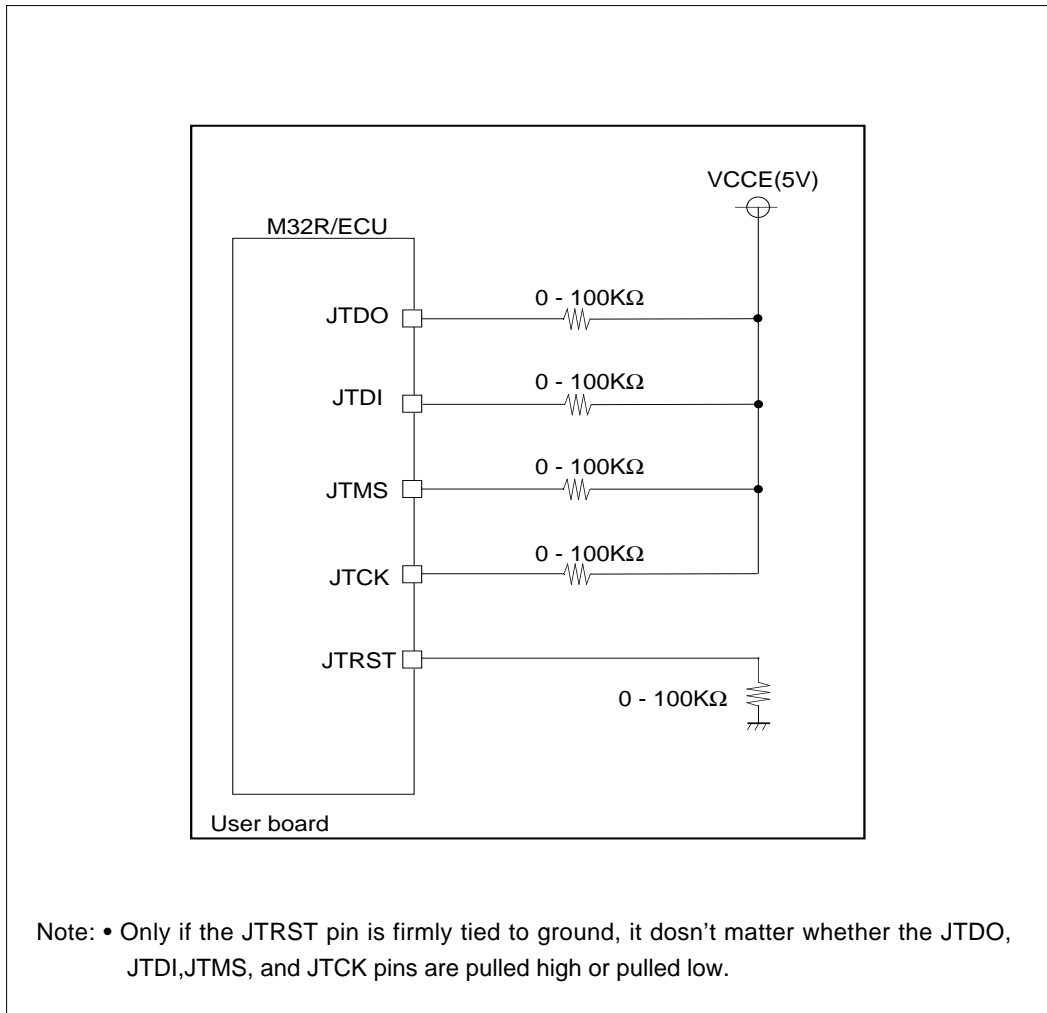 VCCE(5V)
M32R/ECU
0 - 100KΩ
JTDO
0 - 100KΩ
JTDI
0 - 100KΩ
JTMS
0 - 100KΩ
JTCK
JTRST
0 - 100KΩ
User board
Note: • Only if the JTRST pin is firmly tied to ground, it dosn't matter whether the JTDO,
JTDI,JTMS, and JTCK pins are pulled high or pulled low.